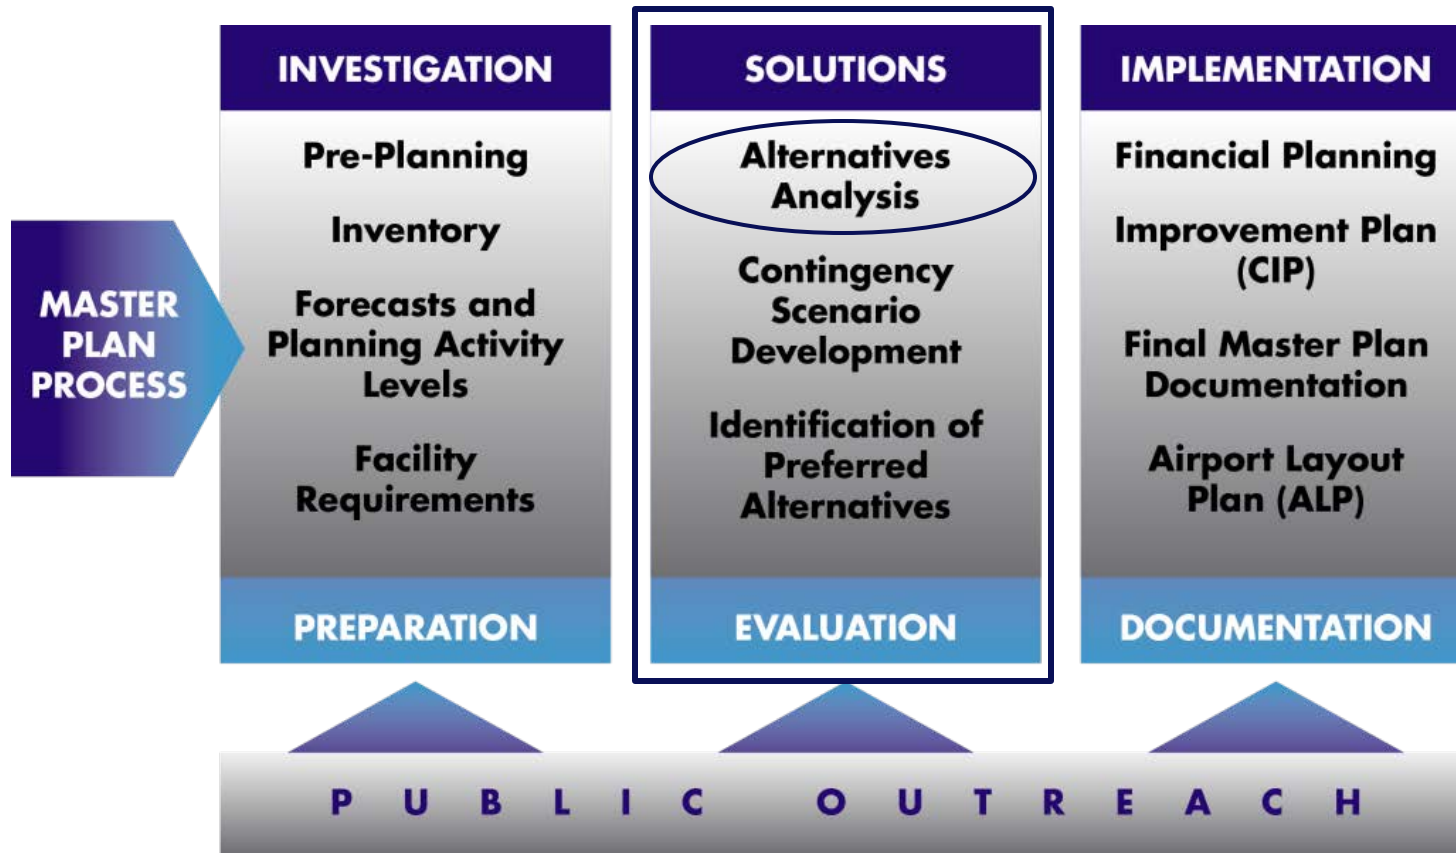 MASTER
PLAN
PROCESS
INVESTIGATION
Pre-Planning
Inventory
Forecasts and
Planning Activity
Levels
Facility
Requirements
PREPARATION
SOLUTIONS
Alternatives
Analysis
Contingency
Scenario
Development
Identification of
Preferred
Alternatives
EVALUATION
IMPLEMENTATION
Financial Planning
Improvement Plan
(CIP)
Final Master Plan
Documentation
Airport Layout
Plan (ALP)
DOCUMENTATION
PUBLIC OUTREACH